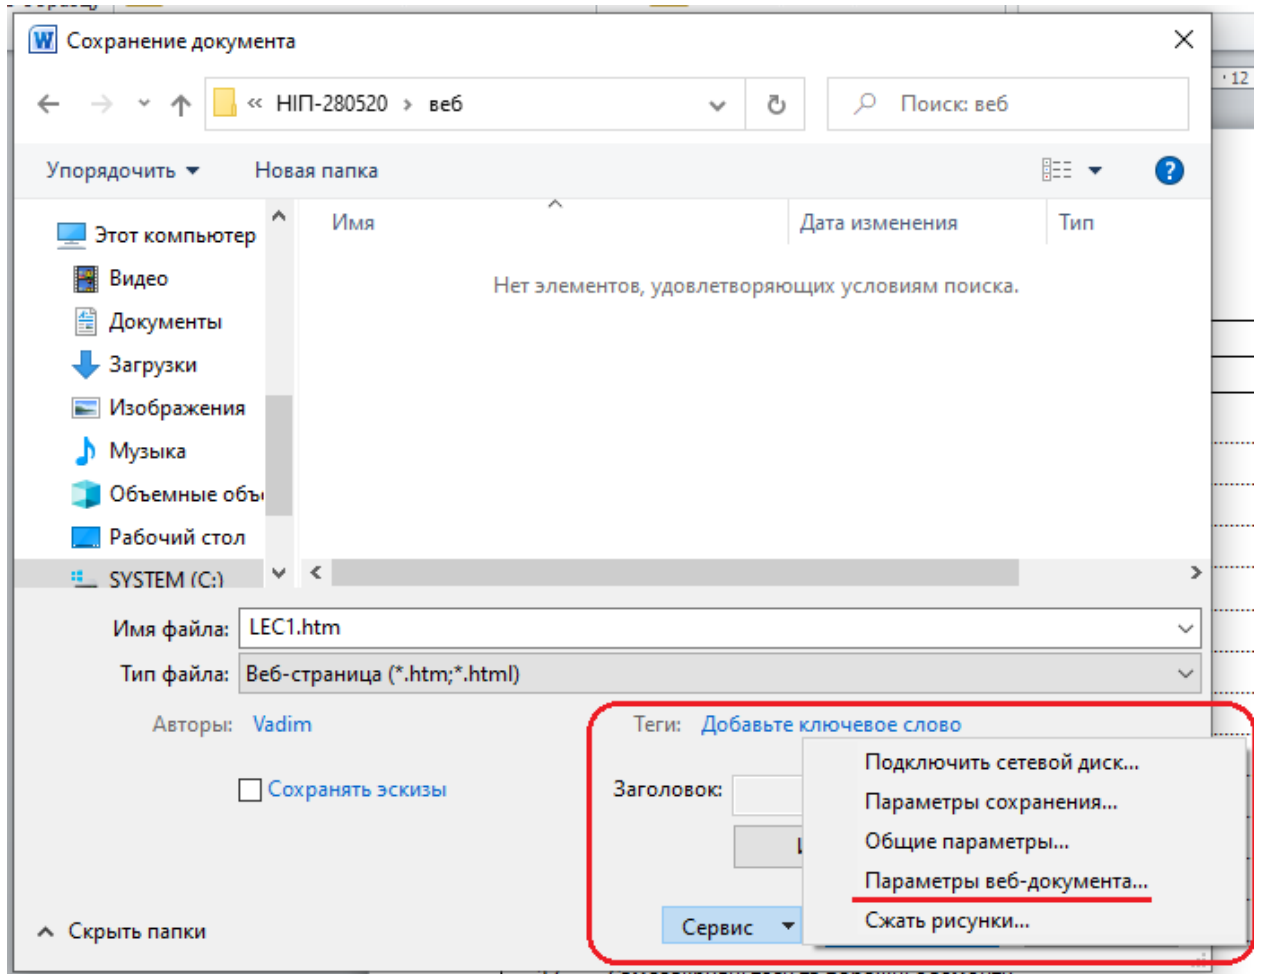 Сохранение документа
« НІП-280520 › веб
Поиск: веб
· 12
Упорядочить
Новая папка
Имя
Дата изменения
Тип
Нет элементов, удовлетворяющих условиям поиска.
Этот компьютер
Видео
Документы
Загрузки
Изображения
Музыка
Объемные объ
Рабочий стол
SYSTEM (C:)
Имя файла: LEC1.htm
Тип файла: Веб-страница (*.htm;*.html)
Авторы: Vadim
Теги: Добавьте ключевое слово
Сохранять эскизы
Заголовок:
Подключить сетевой диск...
Параметры сохранения...
Общие параметры...
Параметры веб-документа...
Сжать рисунки...
Сервис
Скрыть папки